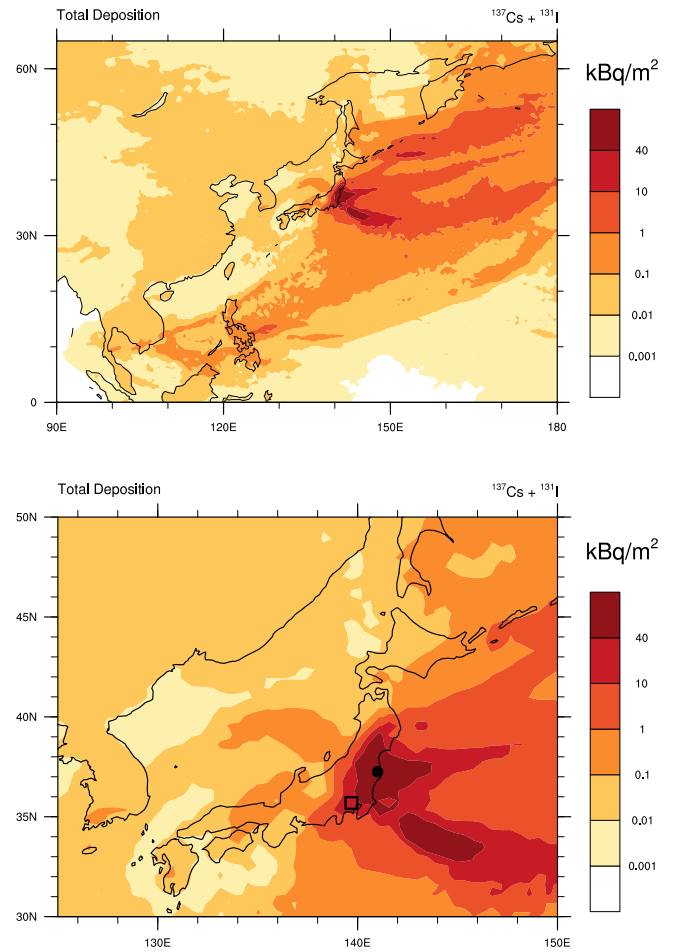 Total Deposition ¹³⁷Cs + ¹³¹I
kBq/m²
60N
30N
0
90E 120E 150E 180
40
10
1
0.1
0.01
0.001
Total Deposition ¹³⁷Cs + ¹³¹I
kBq/m²
50N
45N
40N
35N
30N
130E 140E 150E
40
10
1
0.1
0.01
0.001